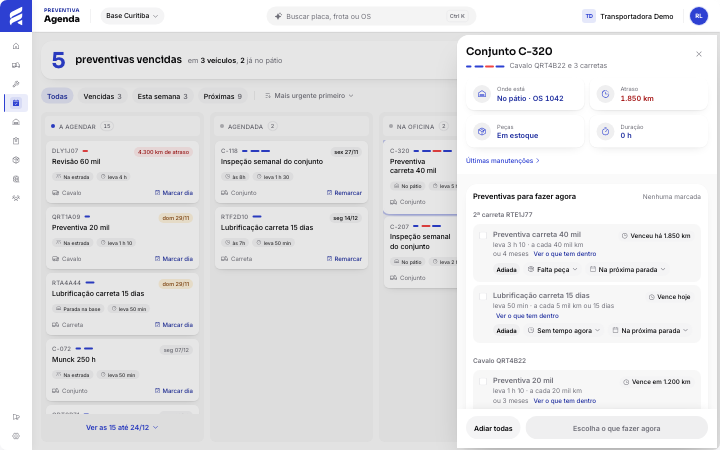 PREVENTIVA
Agenda
Base Curitiba
Buscar placa, frota ou OS
Ctrl K
TD
Transportadora Demo
RL
5
preventivas vencidas
em 3 veículos, 2 já no pátio
Todas
Vencidas 3
Esta semana 3
Próximas 9
Mais urgente primeiro
A AGENDAR 15
DLY1J07
4.300 km de atraso
Revisão 60 mil
Na estrada
leva 4 h
Cavalo
Marcar dia
QRT1A09
dom 29/11
Preventiva 20 mil
Na estrada
leva 1 h 10
Cavalo
Marcar dia
RTA4A44
dom 29/11
Lubrificação carreta 15 dias
Parada na base
leva 50 min
Carreta
Marcar dia
C-072
seg 07/12
Munck 250 h
Na estrada
leva 50 min
Conjunto
Marcar dia
Ver as 15 até 24/12
AGENDADA 2
C-118
sex 27/11
Inspeção semanal do conjunto
às 8h
leva 1 h 30
Conjunto
Remarcar
RTF2D10
seg 14/12
Lubrificação carreta 15 dias
às 7h
leva 50 min
Carreta
Remarcar
NA OFICINA 2
C-320
Preventiva
carreta 40 mil
No pátio
leva 3
Conjunto
C-207
Inspeção semanal
do conjunto
No pátio
leva 2
Conjunto
Conjunto C-320
Cavalo QRT4B22 e 3 carretas
Onde está
No pátio · OS 1042
Atraso
1.850 km
Peças
Em estoque
Duração
0 h
Últimas manutenções
Preventivas para fazer agora
Nenhuma marcada
2ª carreta RTE1J77
Preventiva carreta 40 mil
Venceu há 1.850 km
leva 3 h 10 · a cada 40 mil km
ou 4 meses Ver o que tem dentro
Adiada
Falta peça
Na próxima parada
Lubrificação carreta 15 dias
Vence hoje
leva 50 min · a cada 5 mil km ou 15 dias
Ver o que tem dentro
Adiada
Sem tempo agora
Na próxima parada
Cavalo QRT4B22
Preventiva 20 mil
Vence em 1.200 km
leva 1 h 10 · a cada 20 mil km
ou 3 meses Ver o que tem dentro
Adiar todas
Escolha o que fazer agora